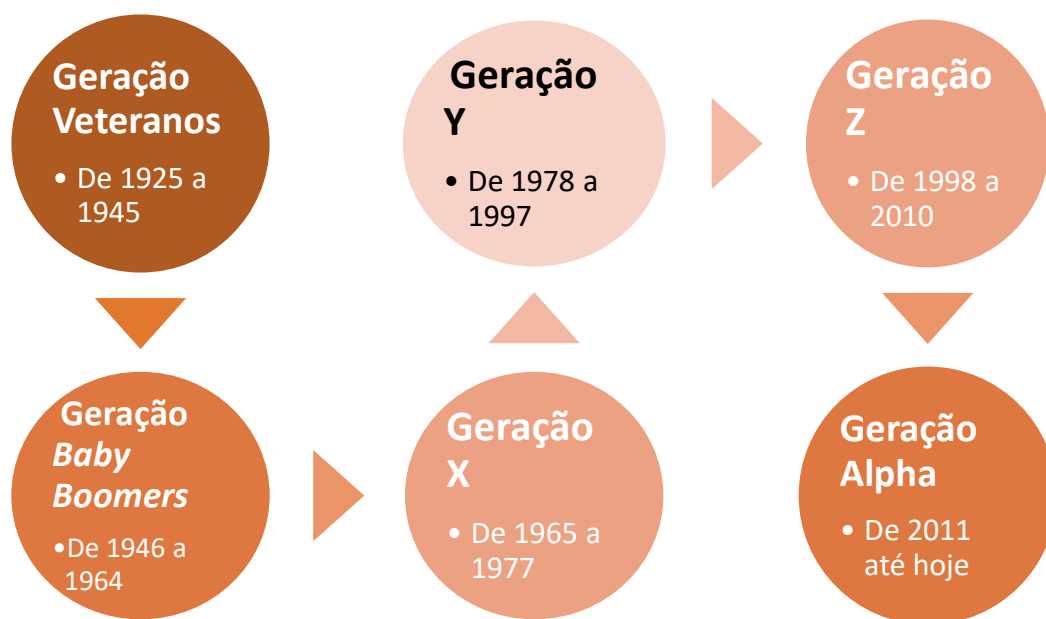 Geração
Veteranos
• De 1925 a
1945
Geração
Baby
Boomers
•De 1946 a
1964
Geração
X
• De 1965 a
1977
Geração
Y
• De 1978 a
1997
Geração
Z
• De 1998 a
2010
Geração
Alpha
• De 2011
até hoje